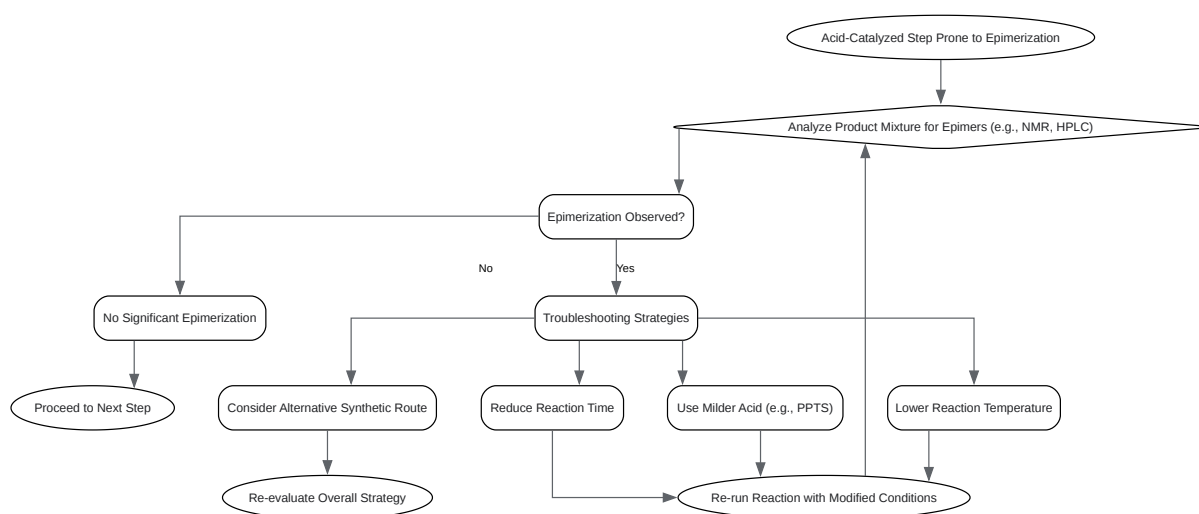 Acid-Catalyzed Step Prone to Epimerization
Analyze Product Mixture for Epimers (e.g., NMR, HPLC)
Epimerization Observed?
No
Yes
No Significant Epimerization
Troubleshooting Strategies
Proceed to Next Step
Consider Alternative Synthetic Route
Reduce Reaction Time
Use Milder Acid (e.g., PPTS)
Lower Reaction Temperature
Re-evaluate Overall Strategy
Re-run Reaction with Modified Conditions